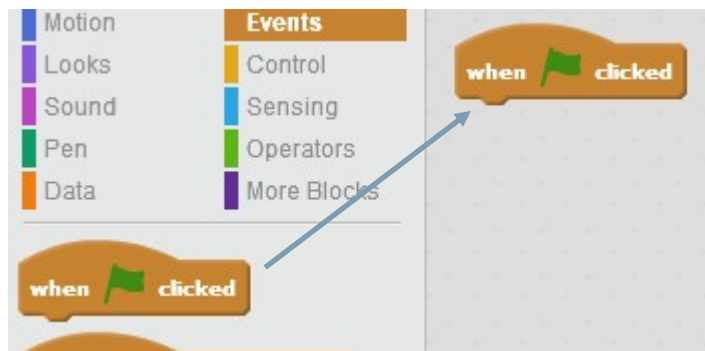 Motion
Events
Looks
Control
Sound
Sensing
Pen
Operators
Data
More Blocks
when clicked
when clicked